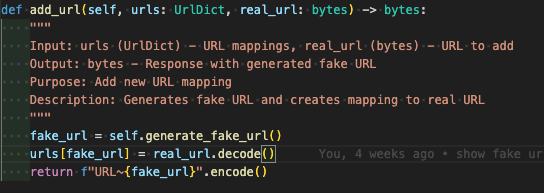 def add_url(self, urls: UrlDict, real_url: bytes) -> bytes:
    """
    Input: urls (UrlDict) - URL mappings, real_url (bytes) - URL to add
    Output: bytes - Response with generated fake URL
    Purpose: Add new URL mapping
    Description: Generates fake URL and creates mapping to real URL
    """
    fake_url = self.generate_fake_url()
    urls[fake_url] = real_url.decode()    You, 4 weeks ago • show fake ur
    return f"URL~{fake_url}".encode()